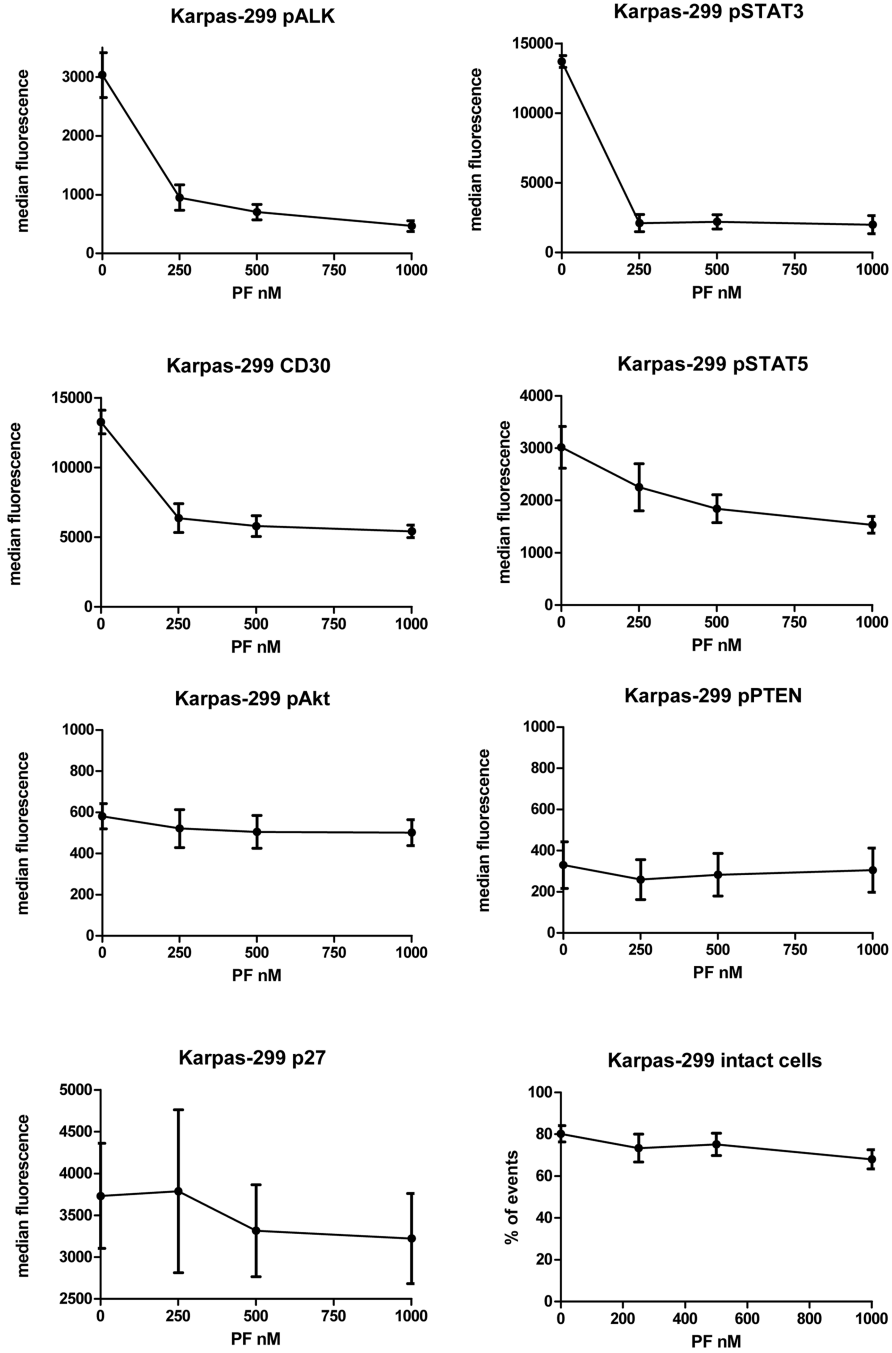 Karpas-299 pALK
median fluorescence
3000
2000
1000
0
0 250 500 750 1000
PF nM
Karpas-299 pSTAT3
median fluorescence
15000
10000
5000
0
0 250 500 750 1000
PF nM
Karpas-299 CD30
median fluorescence
15000
10000
5000
0
0 250 500 750 1000
PF nM
Karpas-299 pSTAT5
median fluorescence
4000
3000
2000
1000
0
0 250 500 750 1000
PF nM
Karpas-299 pAkt
median fluorescence
1000
800
600
400
200
0
0 250 500 750 1000
PF nM
Karpas-299 pPTEN
median fluorescence
1000
800
600
400
200
0
0 250 500 750 1000
PF nM
Karpas-299 p27
median fluorescence
5000
4500
4000
3500
3000
2500
0 250 500 750 1000
PF nM
Karpas-299 intact cells
% of events
100
80
60
40
20
0
0 200 400 600 800 1000
PF nM